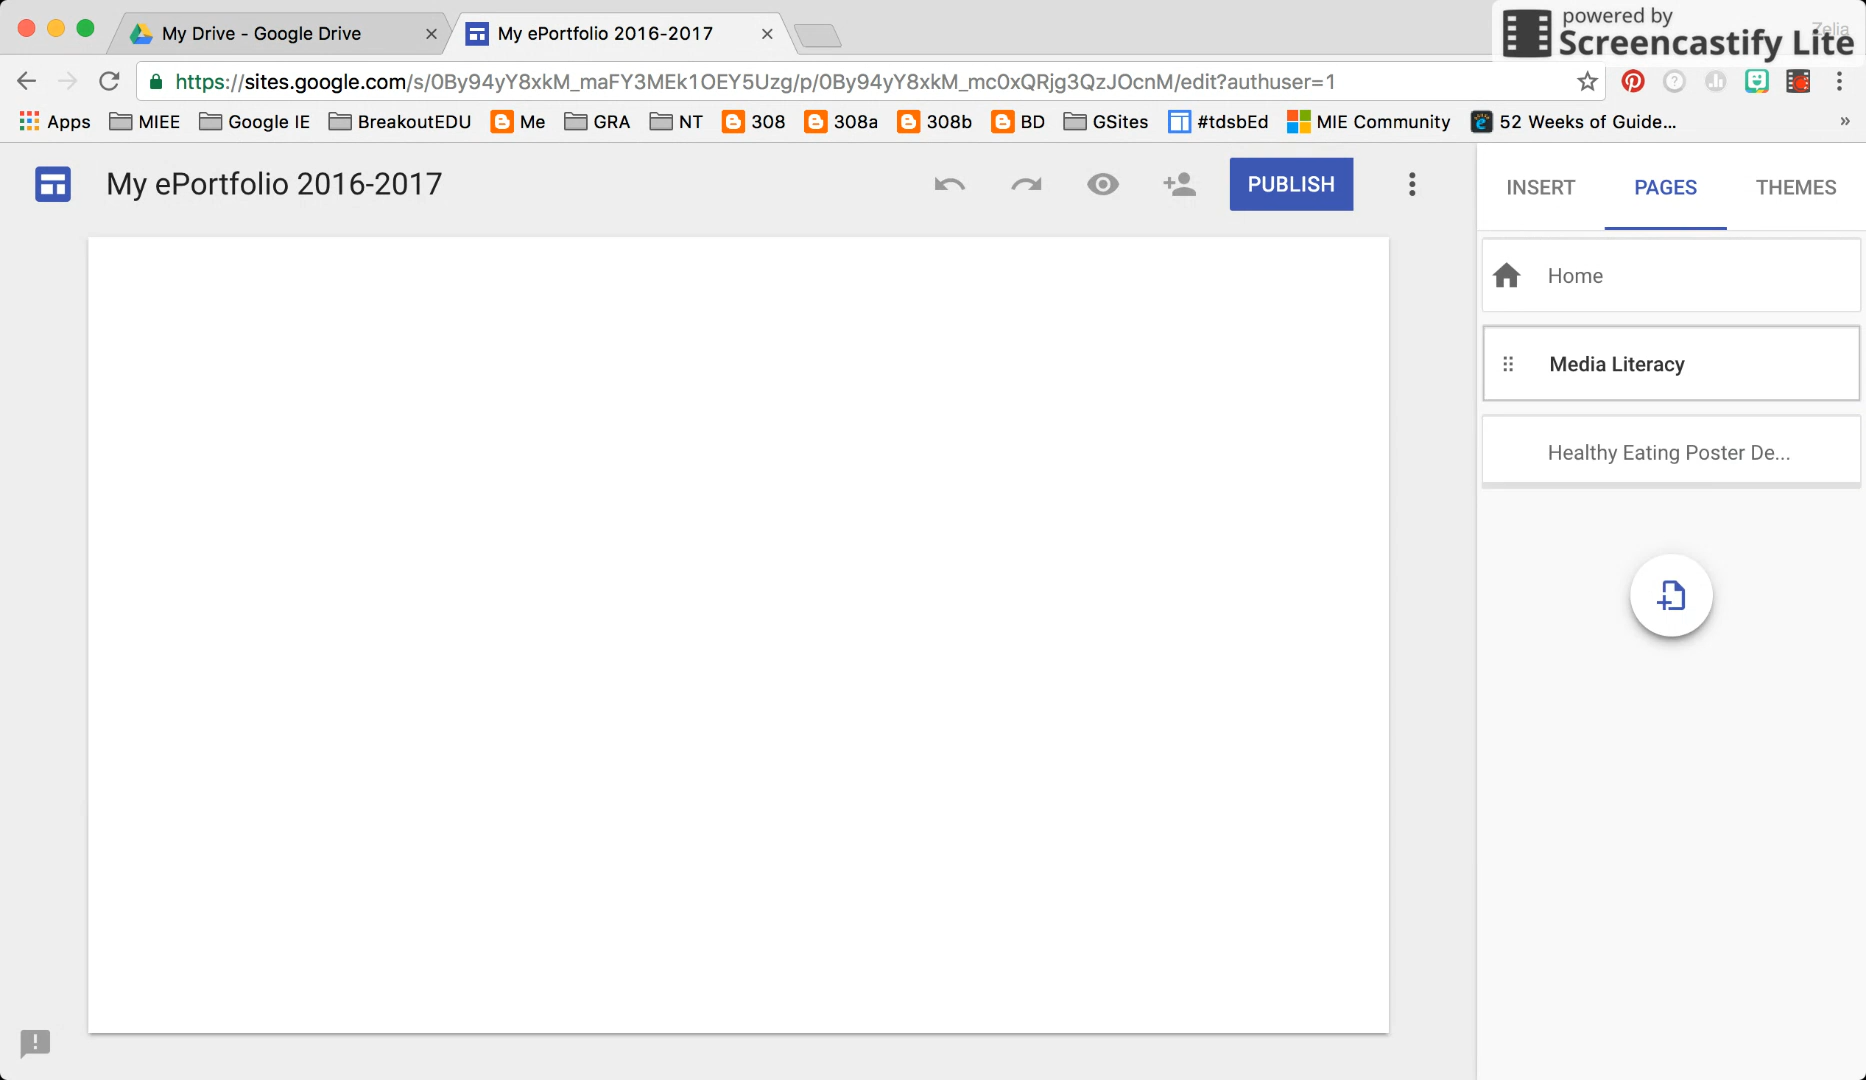 My Drive - Google Drive
My ePortfolio 2016-2017
powered by
Screencastify Lite
Zelia
https://sites.google.com/s/0By94yY8xkM_maFY3MEk1OEY5Uzg/p/0By94yY8xkM_mc0xQRjg3QzJOcnM/edit?authuser=1
Apps MIEE Google IE BreakoutEDU Me GRA NT 308 308a 308b BD GSites #tdsbEd MIE Community 52 Weeks of Guide... »
My ePortfolio 2016-2017
PUBLISH
INSERT PAGES THEMES
Home
Media Literacy
Healthy Eating Poster De...